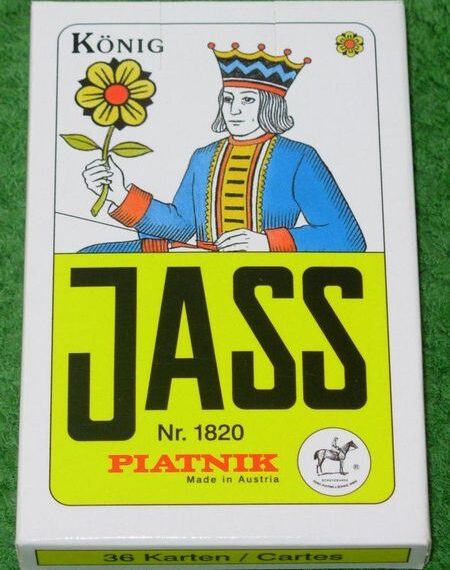 KÖNIG
JASS
Nr. 1820
PIATNIK
Made in Austria
®
36 Karten / Cartes